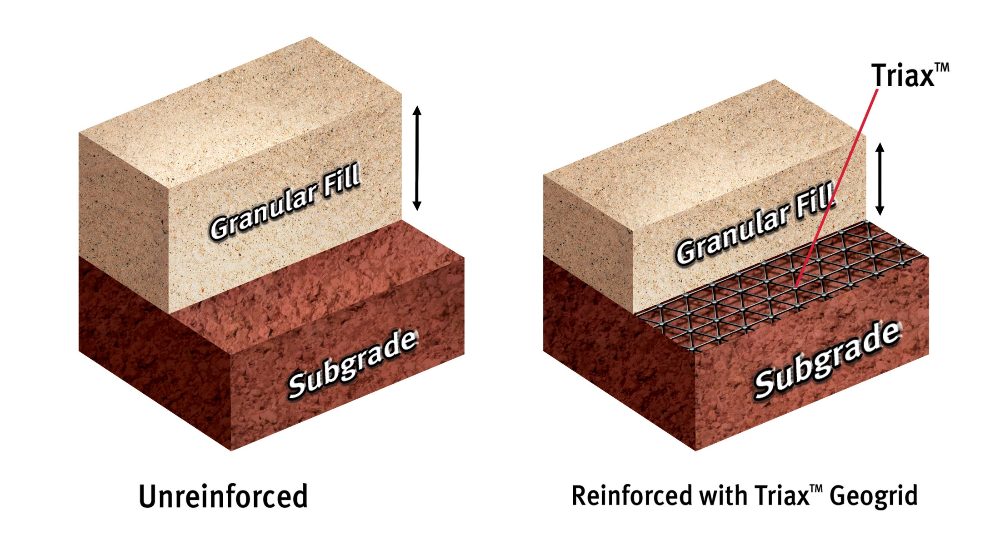 Granular Fill
Subgrade
Unreinforced
Triax™
Granular Fill
Subgrade
Reinforced with Triax™ Geogrid